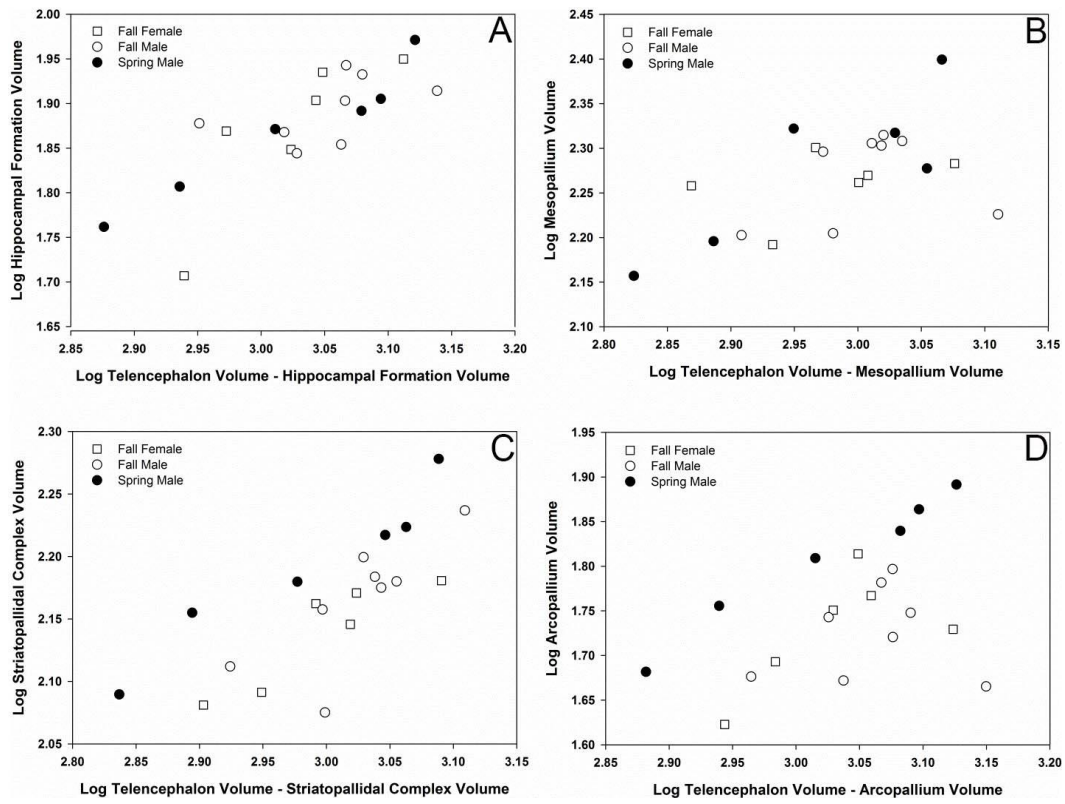 A
Fall Female
Fall Male
Spring Male
Log Hippocampal Formation Volume
2.00
1.95
1.90
1.85
1.80
1.75
1.70
1.65
2.85 2.90 2.95 3.00 3.05 3.10 3.15 3.20
Log Telencephalon Volume - Hippocampal Formation Volume
B
Fall Female
Fall Male
Spring Male
Log Mesopallium Volume
2.45
2.40
2.35
2.30
2.25
2.20
2.15
2.10
2.80 2.85 2.90 2.95 3.00 3.05 3.10 3.15
Log Telencephalon Volume - Mesopallium Volume
C
Fall Female
Fall Male
Spring Male
Log Striatopallidal Complex Volume
2.30
2.25
2.20
2.15
2.10
2.05
2.80 2.85 2.90 2.95 3.00 3.05 3.10 3.15
Log Telencephalon Volume - Striatopallidal Complex Volume
D
Fall Female
Fall Male
Spring Male
Log Arcopallium Volume
1.95
1.90
1.85
1.80
1.75
1.70
1.65
1.60
2.85 2.90 2.95 3.00 3.05 3.10 3.15 3.20
Log Telencephalon Volume - Arcopallium Volume